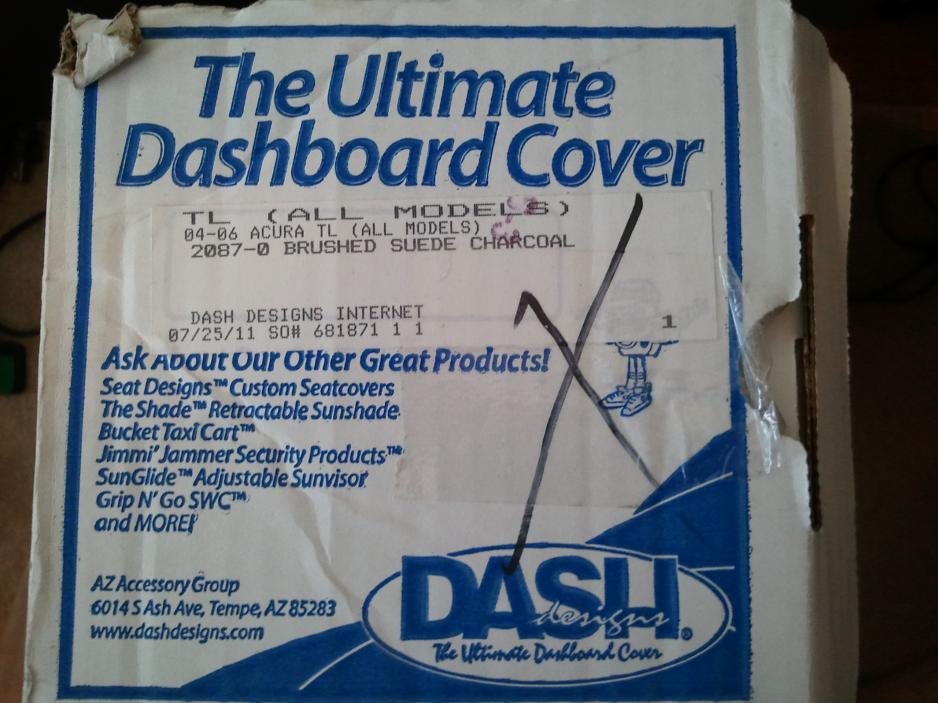 The Ultimate
Dashboard Cover
TL (ALL MODELS)
04-06 ACURA TL (ALL MODELS)
2087-0 BRUSHED SUEDE CHARCOAL
DASH DESIGNS INTERNET
07/25/11 SO# 681871 1 1
1
Ask About Our Other Great Products!
Seat Designs™ Custom Seatcovers
The Shade™ Retractable Sunshade
Bucket Taxi Cart™
Jimmi' Jammer Security Products™
SunGlide™ Adjustable Sunvisor
Grip N' Go SWC™
and MORE!
AZ Accessory Group
6014 S Ash Ave, Tempe, AZ 85283
www.dashdesigns.com
DASH
designs®
The Ultimate Dashboard Cover